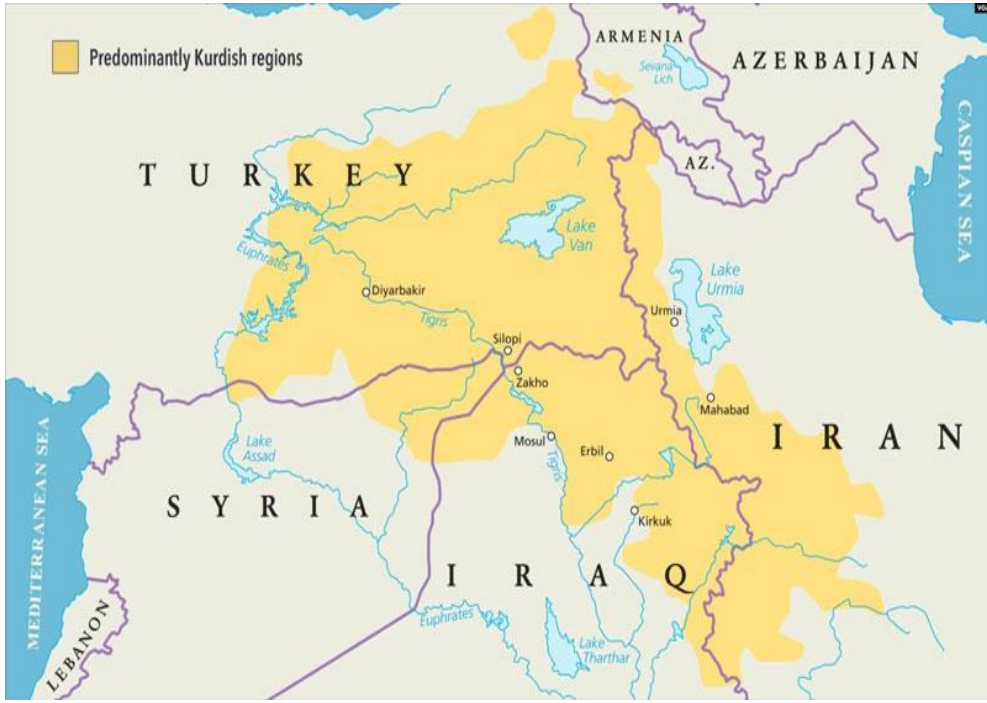 Predominantly Kurdish regions
ARMENIA
Sevana
Lich
AZERBAIJAN
CASPIAN SEA
TURKEY
AZ.
Lake
Van
Lake
Urmia
Euphrates
Diyarbakir
Tigris
Urmia
Silopi
Zakho
Mahabad
MEDITERRANEAN SEA
Lake
Assad
Mosul
Erbil
Tigris
IRAN
SYRIA
Kirkuk
IRAQ
Euphrates
Lake
Tharthar
LEBANON